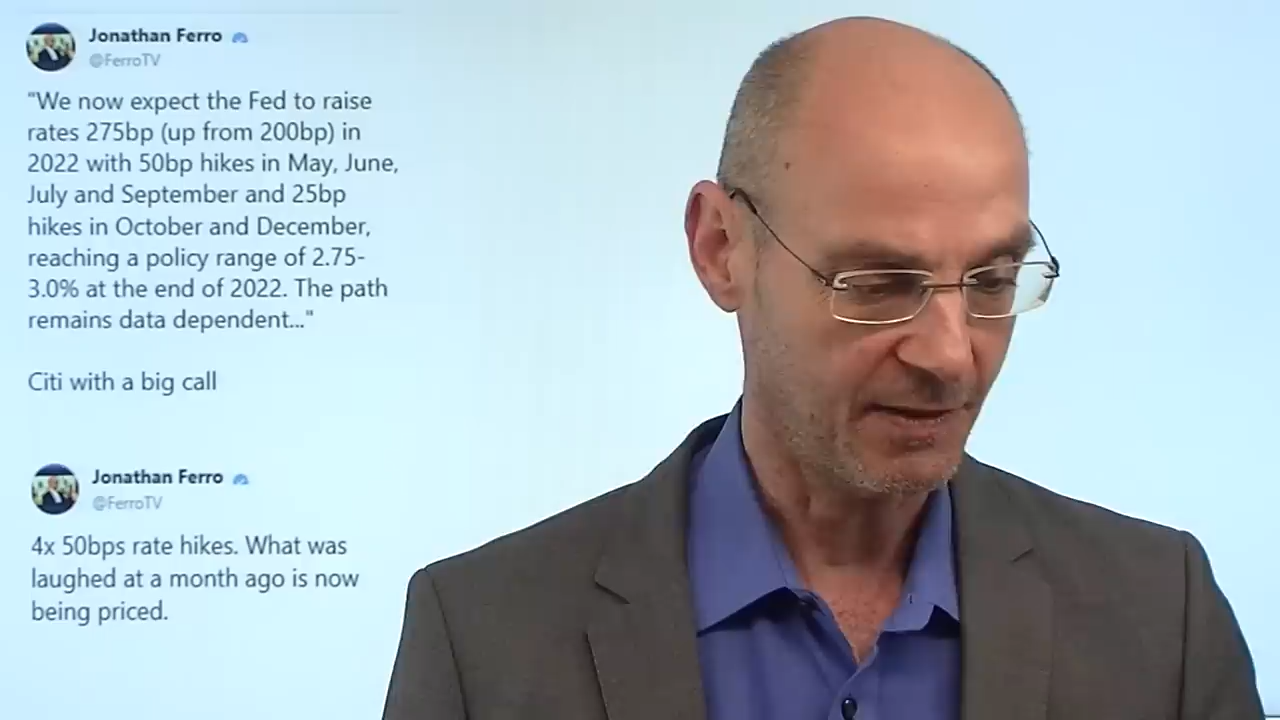 Jonathan Ferro
@FerroTV
"We now expect the Fed to raise
rates 275bp (up from 200bp) in
2022 with 50bp hikes in May, June,
July and September and 25bp
hikes in October and December,
reaching a policy range of 2.75-
3.0% at the end of 2022. The path
remains data dependent..."
Citi with a big call
Jonathan Ferro
@FerroTV
4x 50bps rate hikes. What was
laughed at a month ago is now
being priced.